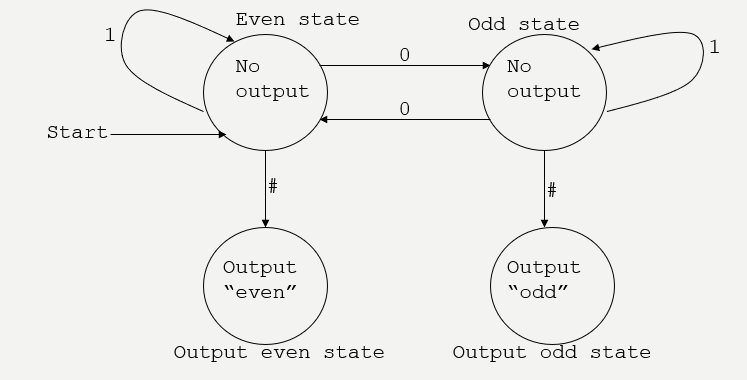 Even state
Odd state
1
No
output
0
No
output
1
0
Start
#
#
Output
“even”
Output
“odd”
Output even state
Output odd state